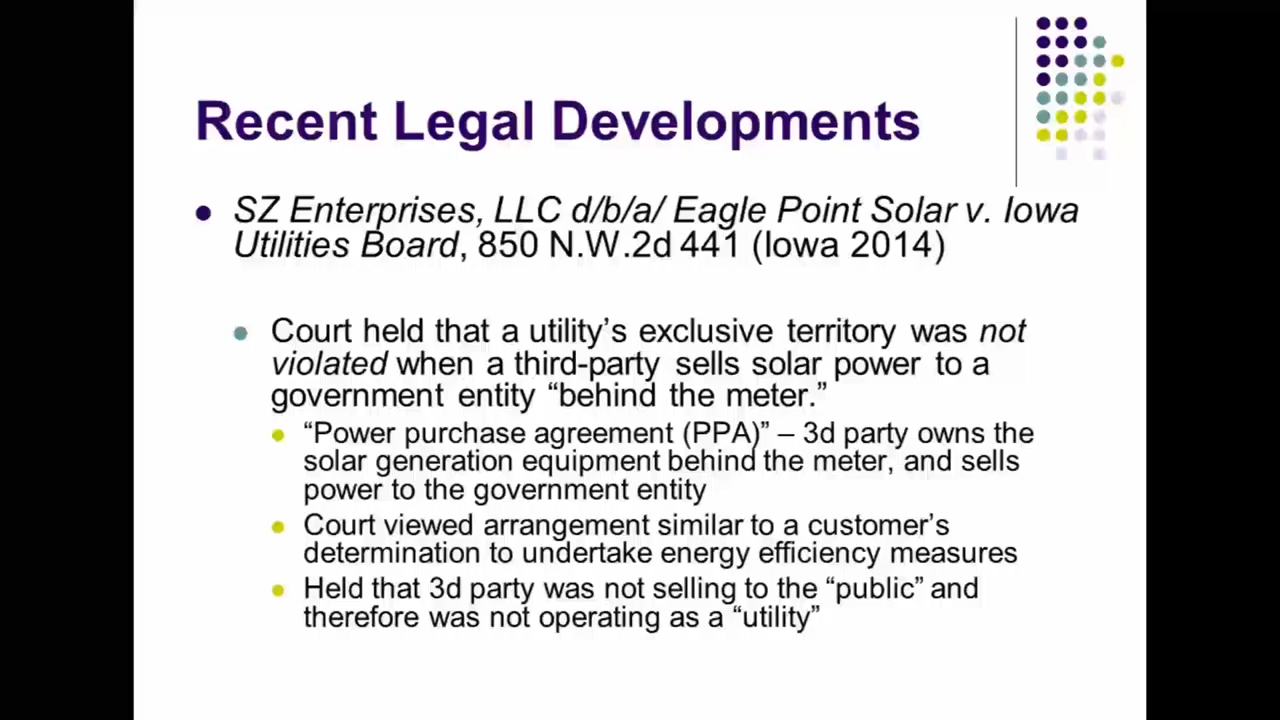 Recent Legal Developments
SZ Enterprises, LLC d/b/a/ Eagle Point Solar v. Iowa
Utilities Board, 850 N.W.2d 441 (Iowa 2014)
Court held that a utility’s exclusive territory was not
violated when a third-party sells solar power to a
government entity “behind the meter.”
“Power purchase agreement (PPA)” – 3d party owns the
solar generation equipment behind the meter, and sells
power to the government entity
Court viewed arrangement similar to a customer’s
determination to undertake energy efficiency measures
Held that 3d party was not selling to the “public” and
therefore was not operating as a “utility”